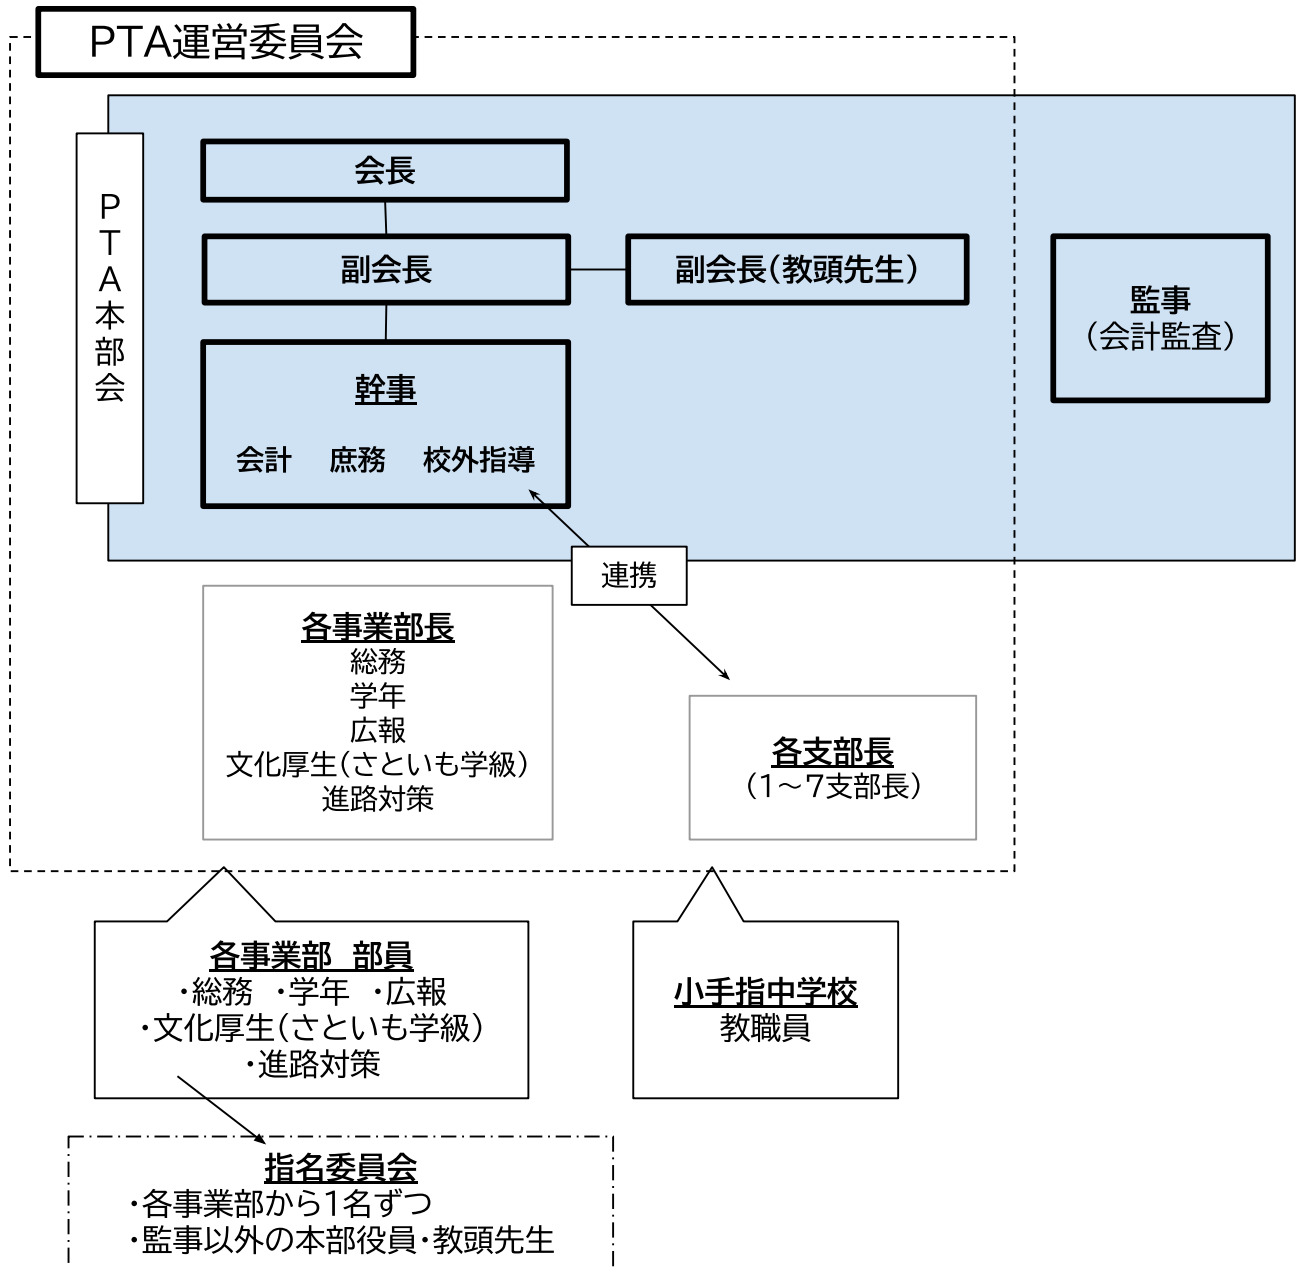 PTA運営委員会
PTA本部会
会長
副会長
副会長（教頭先生）
監事
（会計監査）
幹事
会計　庶務　校外指導
連携
各事業部長
総務
学年
広報
文化厚生（さといも学級）
進路対策
各支部長
（1～7支部長）
各事業部　部員
・総務　・学年　・広報
・文化厚生（さといも学級）
・進路対策
小手指中学校
教職員
指名委員会
・各事業部から1名ずつ
・監事以外の本部役員・教頭先生